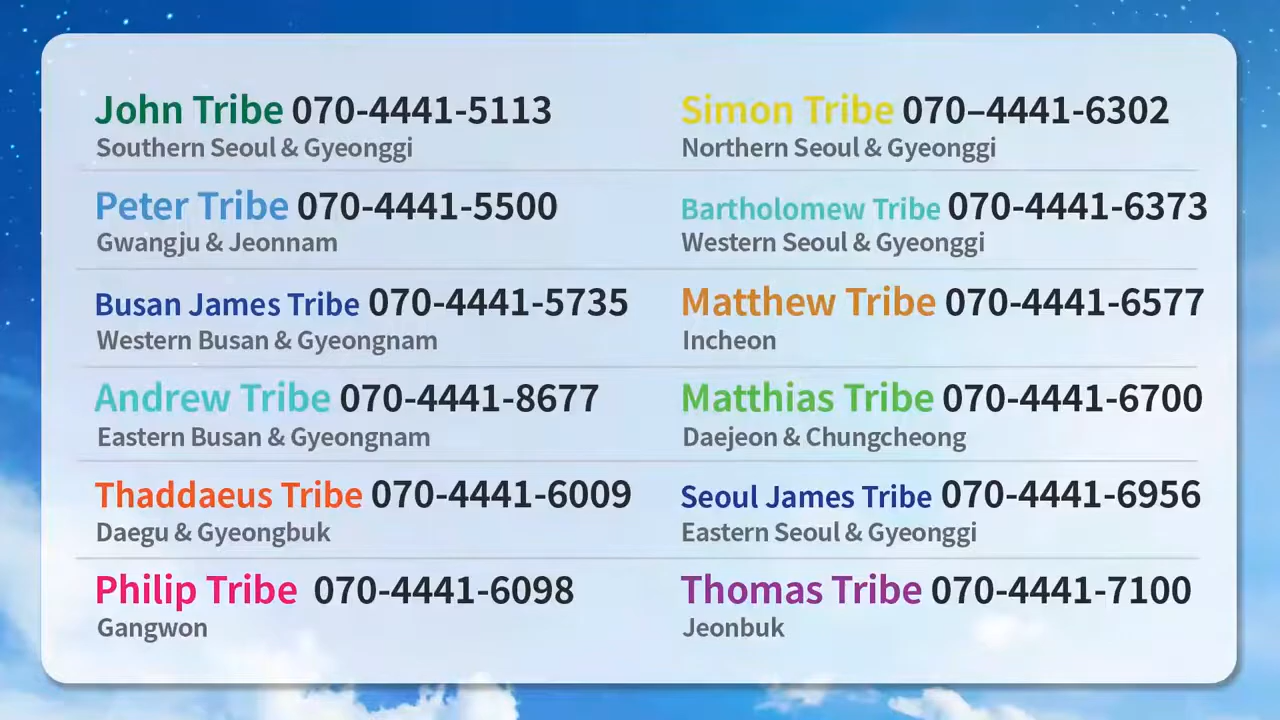 John Tribe 070-4441-5113
Southern Seoul & Gyeonggi
Peter Tribe 070-4441-5500
Gwangju & Jeonnam
Busan James Tribe 070-4441-5735
Western Busan & Gyeongnam
Andrew Tribe 070-4441-8677
Eastern Busan & Gyeongnam
Thaddaeus Tribe 070-4441-6009
Daegu & Gyeongbuk
Philip Tribe 070-4441-6098
Gangwon
Simon Tribe 070–4441-6302
Northern Seoul & Gyeonggi
Bartholomew Tribe 070-4441-6373
Western Seoul & Gyeonggi
Matthew Tribe 070-4441-6577
Incheon
Matthias Tribe 070-4441-6700
Daejeon & Chungcheong
Seoul James Tribe 070-4441-6956
Eastern Seoul & Gyeonggi
Thomas Tribe 070-4441-7100
Jeonbuk